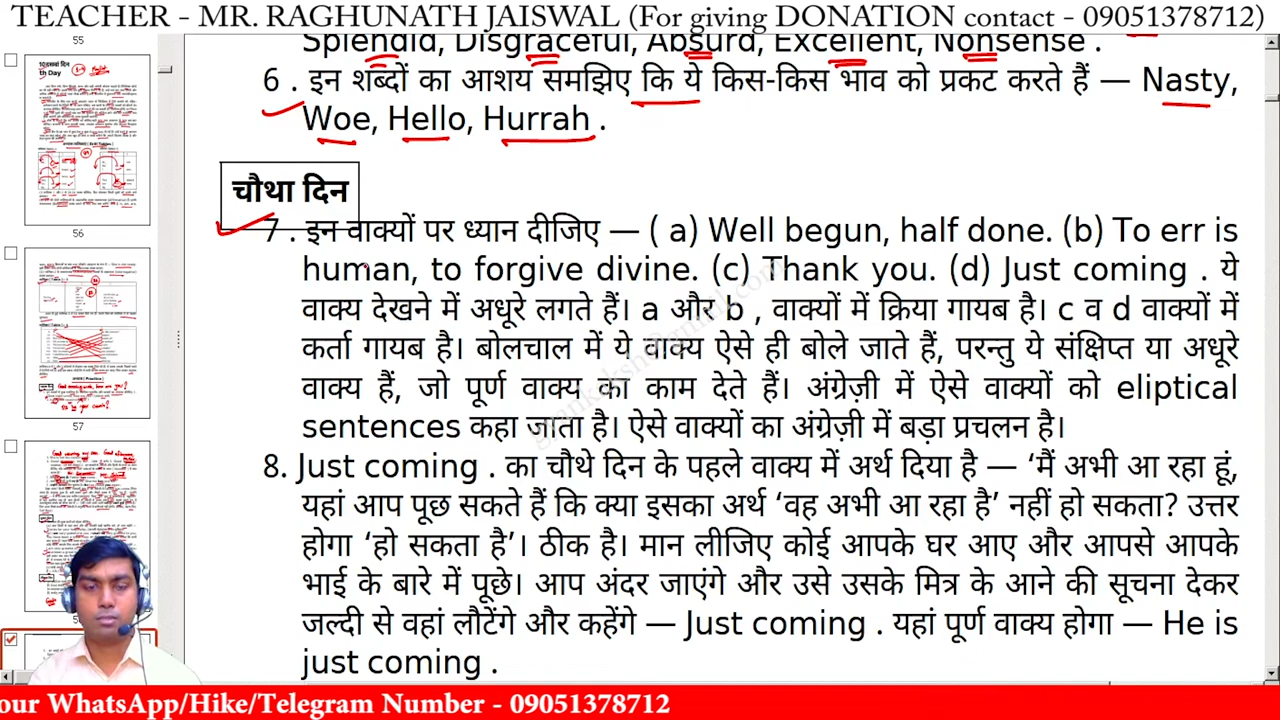 TEACHER - MR. RAGHUNATH JAISWAL (For giving DONATION contact - 09051378712)
55
Splendid, Disgraceful, Absurd, Excellent, Nonsense .
6 . इन शब्दों का आशय समझिए कि ये किस-किस भाव को प्रकट करते हैं — Nasty,
Woe, Hello, Hurrah .
56
चौथा दिन
7 . इन वाक्यों पर ध्यान दीजिए — ( a) Well begun, half done. (b) To err is
human, to forgive divine. (c) Thank you. (d) Just coming . ये
वाक्य देखने में अधूरे लगते हैं। a और b , वाक्यों में क्रिया गायब है। c व d वाक्यों में
कर्ता गायब है। बोलचाल में ये वाक्य ऐसे ही बोले जाते हैं, परन्तु ये संक्षिप्त या अधूरे
वाक्य हैं, जो पूर्ण वाक्य का काम देते हैं। अंग्रेज़ी में ऐसे वाक्यों को eliptical
sentences कहा जाता है। ऐसे वाक्यों का अंग्रेज़ी में बड़ा प्रचलन है।
57
8. Just coming . का चौथे दिन के पहले वाक्य में अर्थ दिया है — ‘मैं अभी आ रहा हूं,
यहां आप पूछ सकते हैं कि क्या इसका अर्थ ‘वह अभी आ रहा है’ नहीं हो सकता? उत्तर
होगा ‘हो सकता है’। ठीक है। मान लीजिए कोई आपके घर आए और आपसे आपके
भाई के बारे में पूछे। आप अंदर जाएंगे और उसे उसके मित्र के आने की सूचना देकर
जल्दी से वहां लौटेंगे और कहेंगे — Just coming . यहां पूर्ण वाक्य होगा — He is
just coming .
our WhatsApp/Hike/Telegram Number - 09051378712